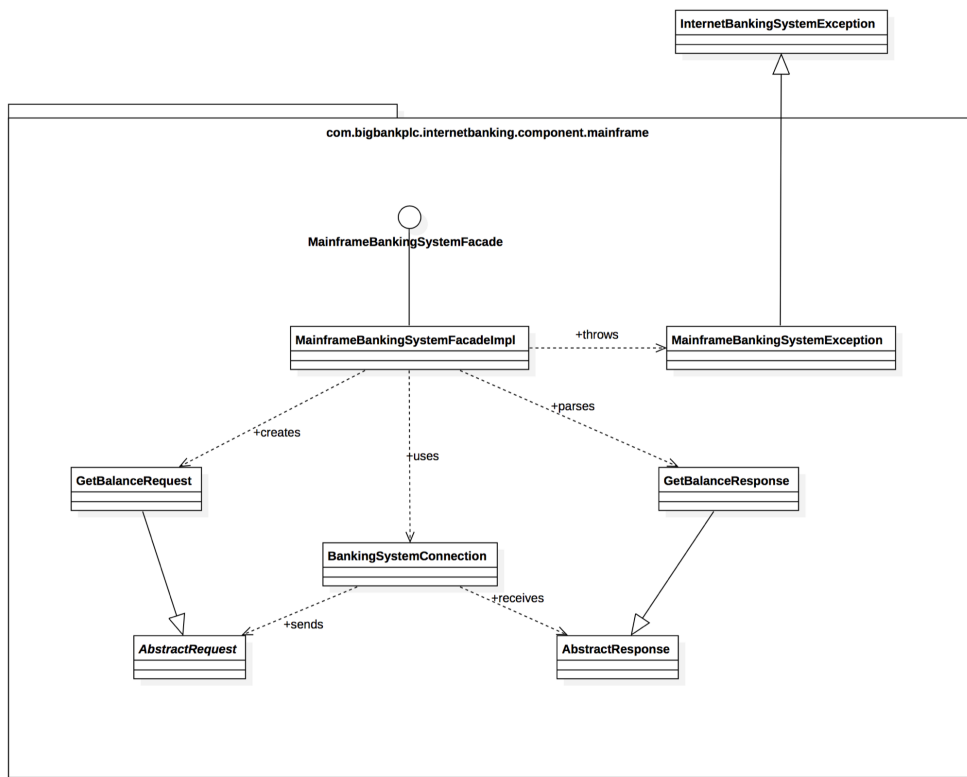 InternetBankingSystemException
com.bigbankplc.internetbanking.component.mainframe
MainframeBankingSystemFacade
MainframeBankingSystemFacadeImpl
+throws
MainframeBankingSystemException
+creates
+uses
+parses
GetBalanceRequest
GetBalanceResponse
BankingSystemConnection
+sends
+receives
AbstractRequest
AbstractResponse